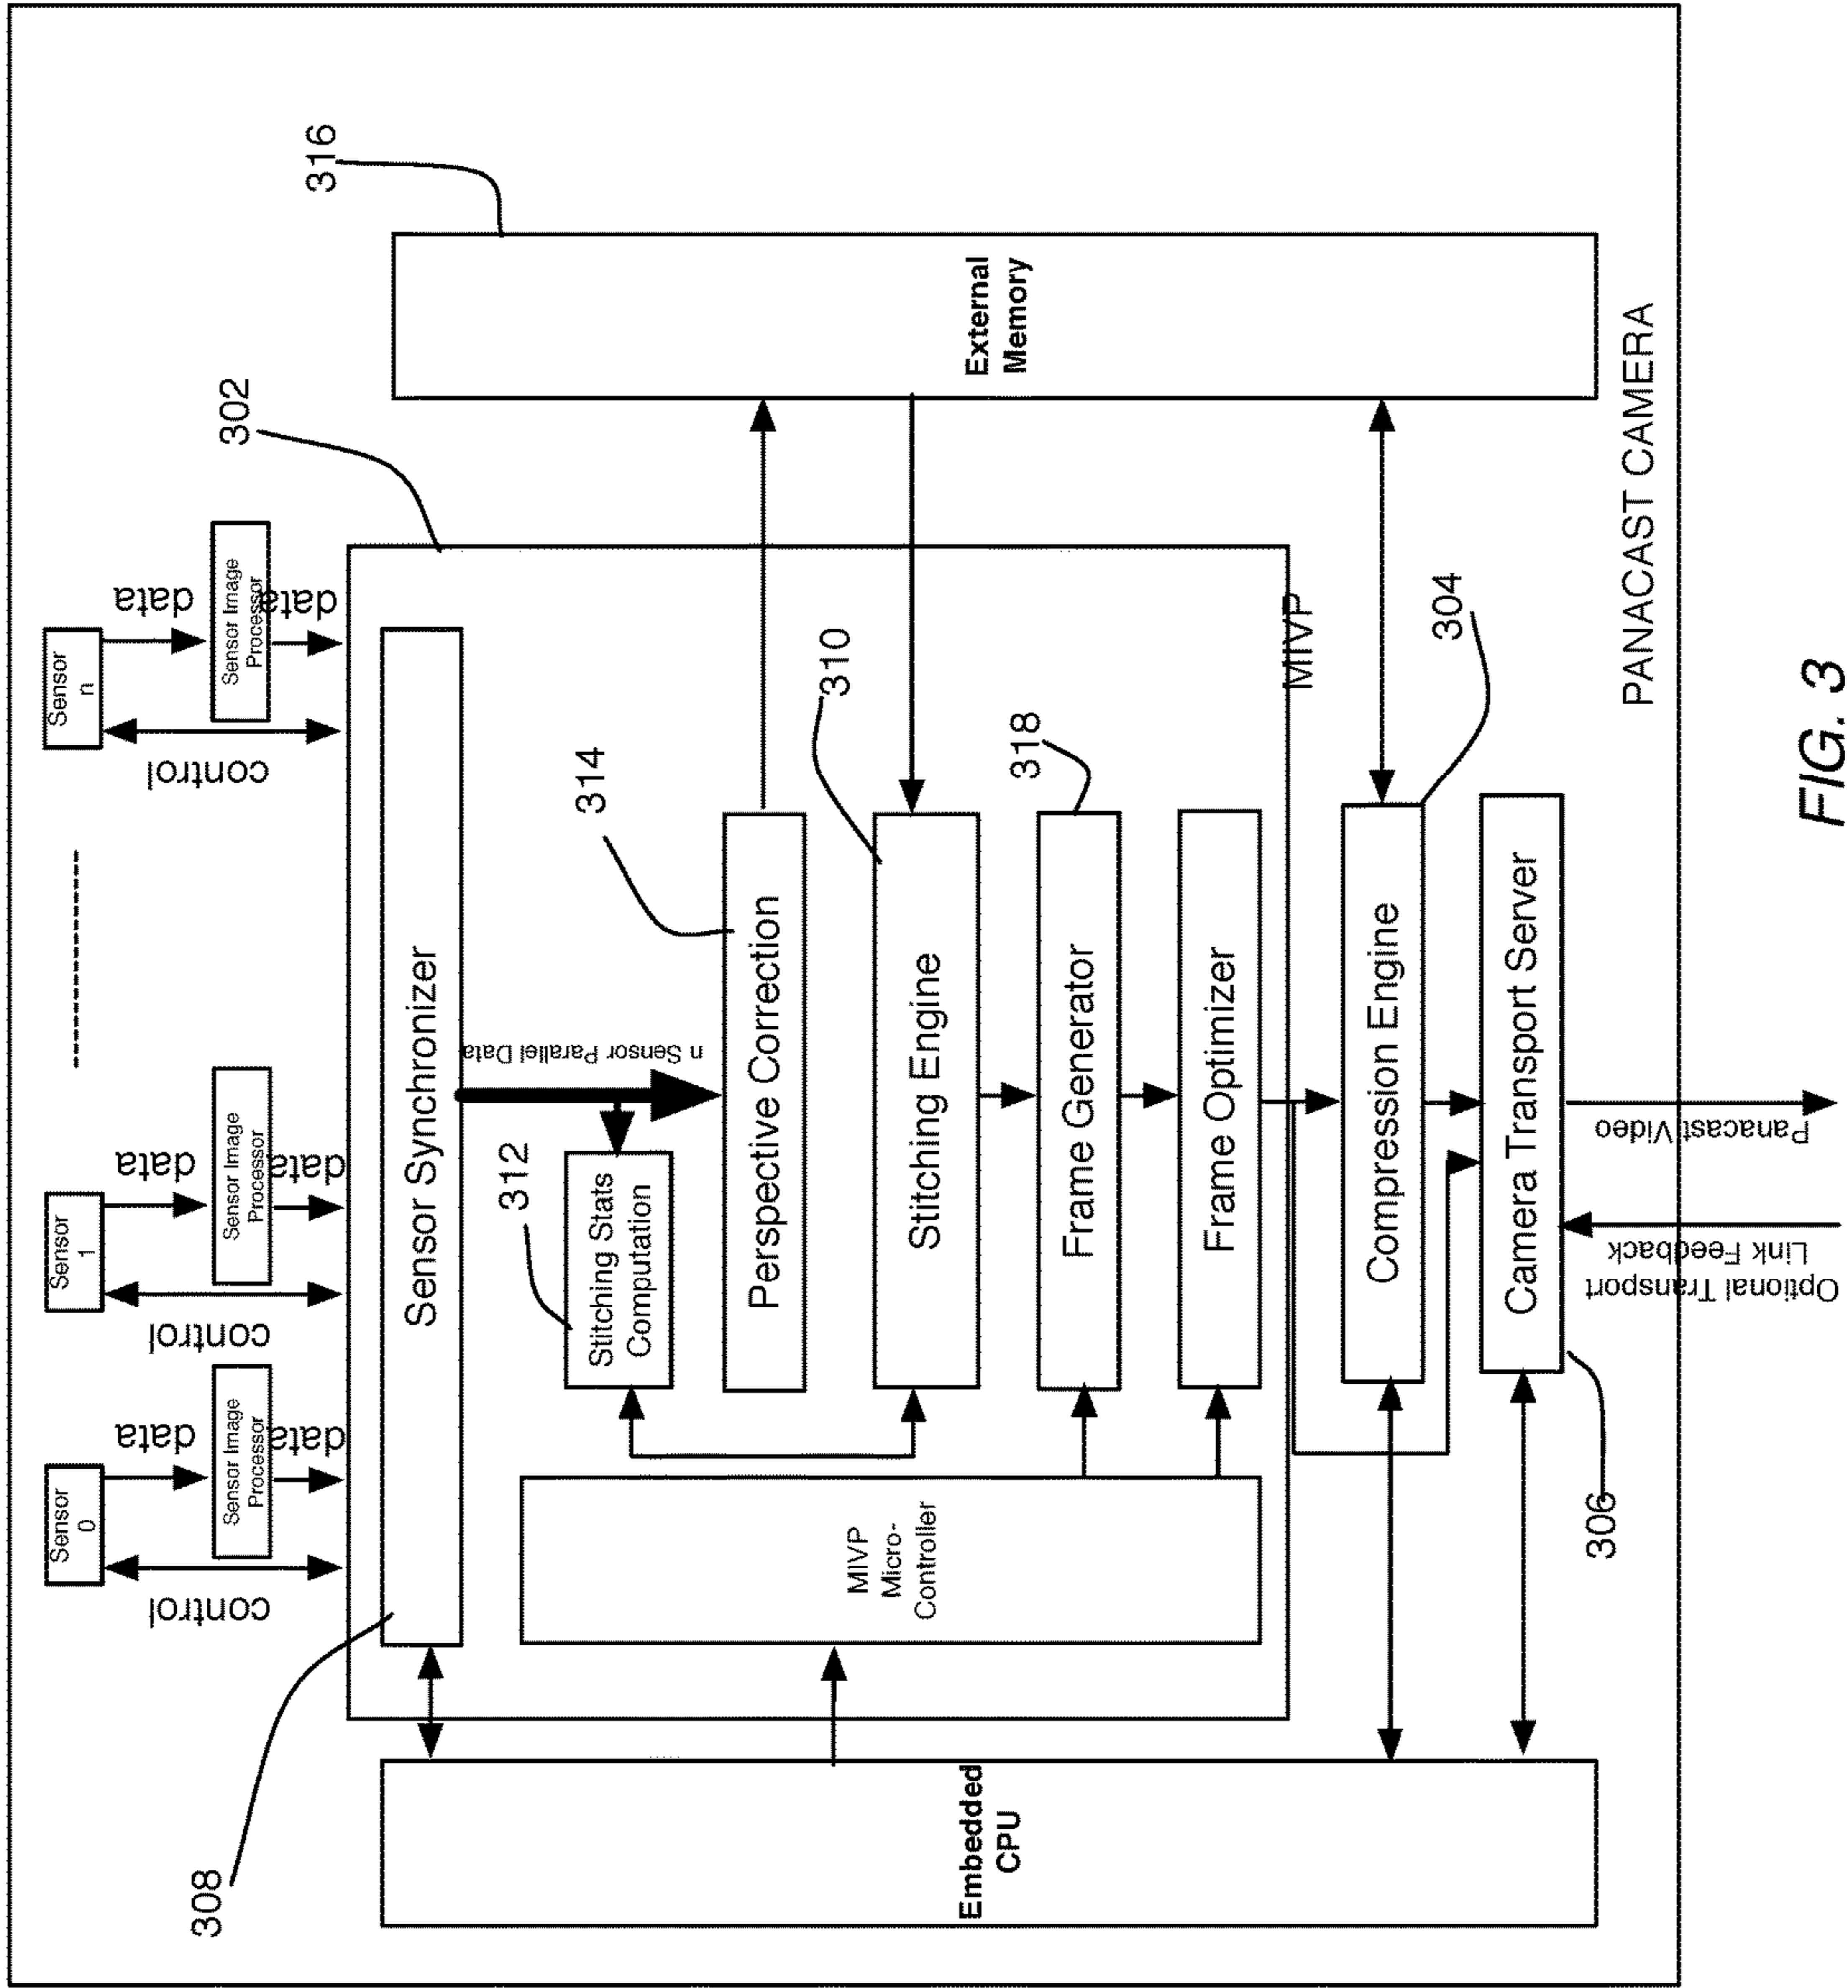 Sensor
0
Sensor
1
Sensor
n
control
data
control
data
control
data
Sensor Image
Processor
Sensor Image
Processor
Sensor Image
Processor
data
data
data
308
302
316
Sensor Synchronizer
n Sensor Parallel Data
312
Stitching Stats
Computation
314
Perspective Correction
MIVP
Micro-
Controller
310
Stitching Engine
318
Frame Generator
Frame Optimizer
MIVP
Embedded
CPU
External
Memory
304
Compression Engine
306
Camera Transport Server
Optional Transport
Link Feedback
Panacast Video
PANACAST CAMERA
FIG. 3